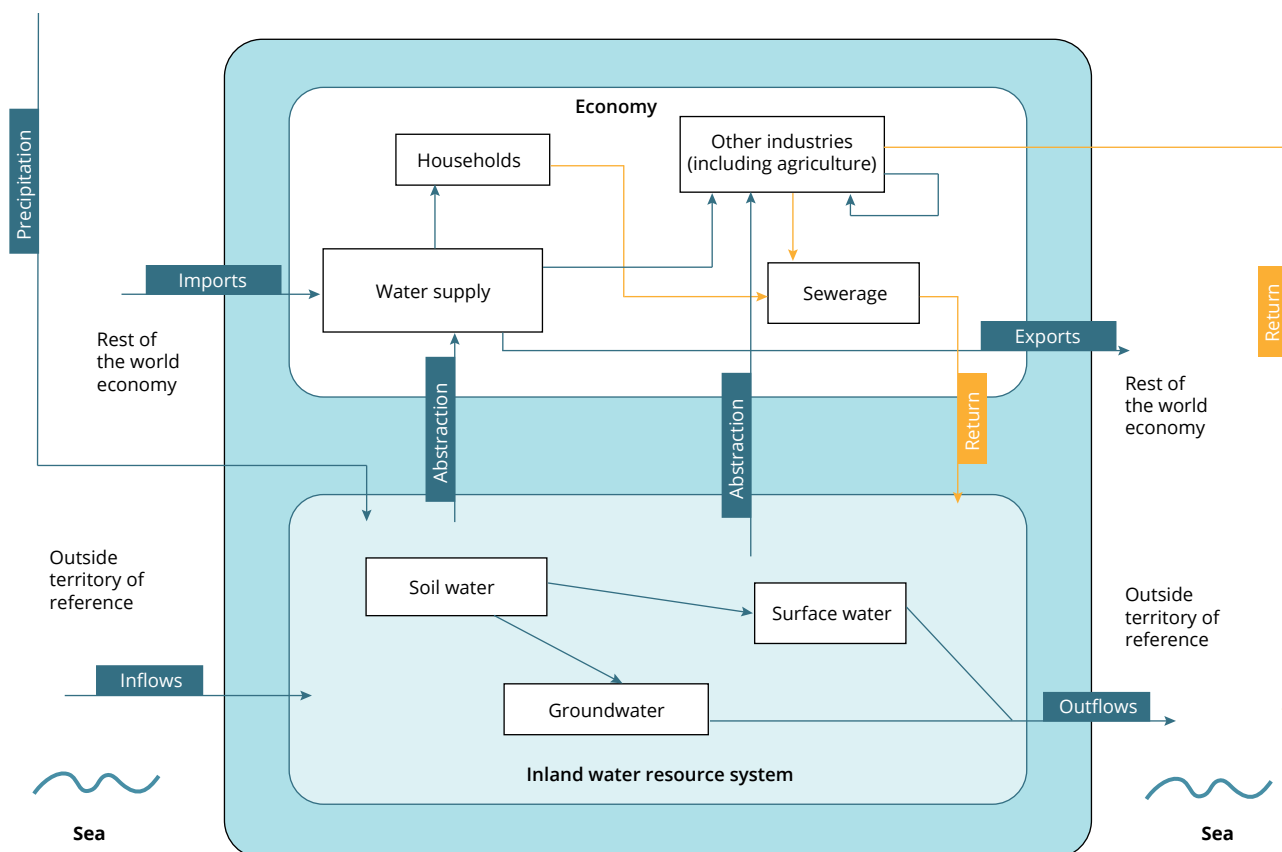 Economy
Precipitation
Households
Other industries
(including agriculture)
Imports
Water supply
Sewerage
Return
Rest of
the world
economy
Exports
Rest of
the world
economy
Abstraction
Abstraction
Return
Outside
territory of
reference
Soil water
Surface water
Outside
territory of
reference
Inflows
Groundwater
Outflows
Inland water resource system
Sea
Sea